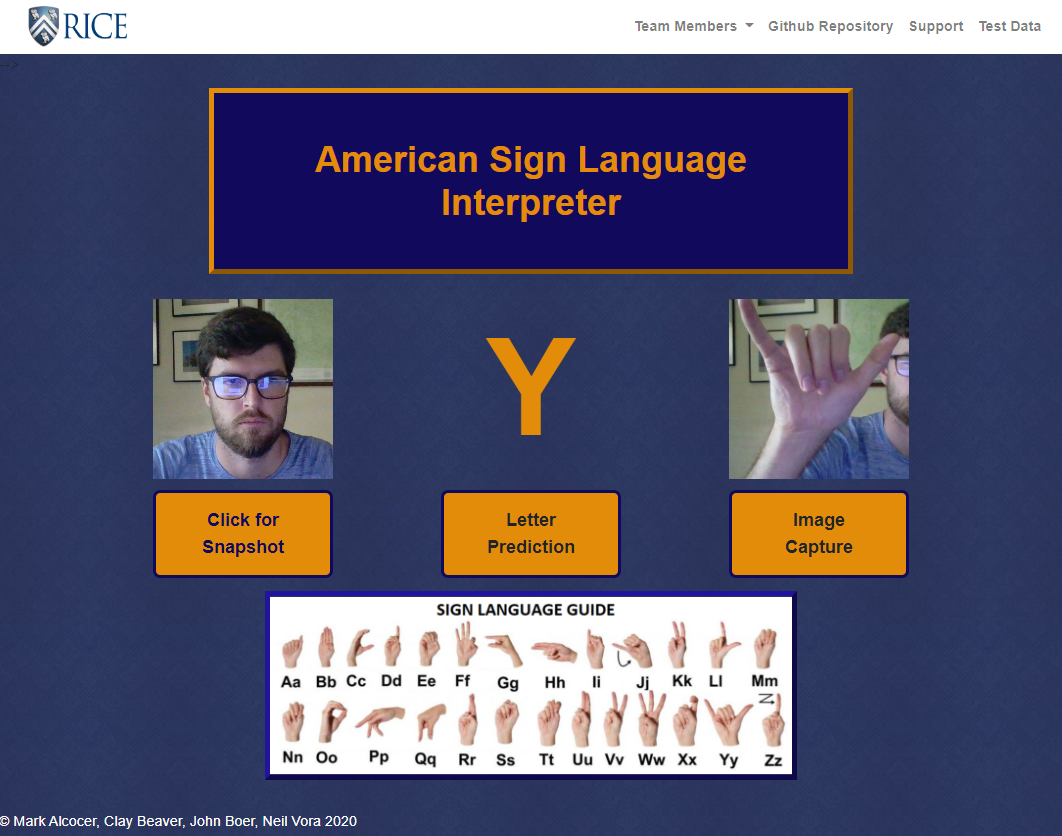 RICE
Team Members
Github Repository
Support
Test Data
-->
American Sign Language
Interpreter
Y
Click for
Snapshot
Letter
Prediction
Image
Capture
SIGN LANGUAGE GUIDE
Aa Bb Cc Dd Ee Ff Gg Hh Ii Jj Kk Ll Mm
Nn Oo Pp Qq Rr Ss Tt Uu Vv Ww Xx Yy Zz
© Mark Alcocer, Clay Beaver, John Boer, Neil Vora 2020